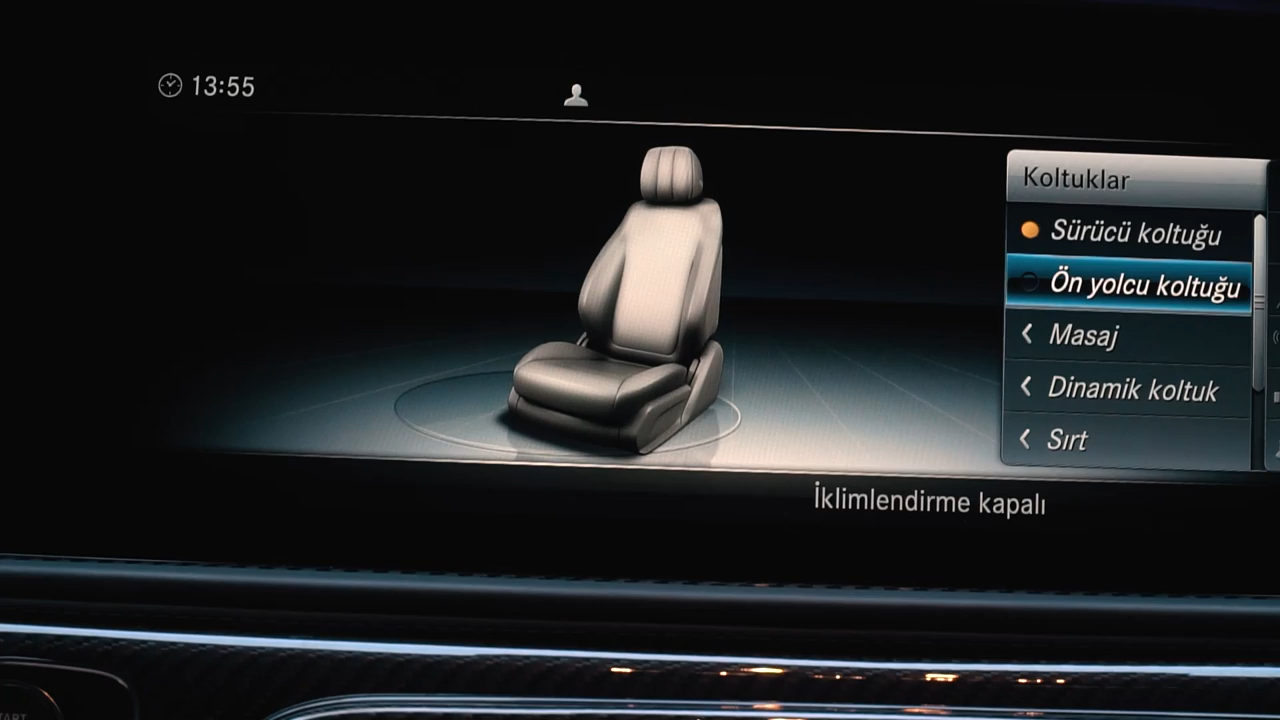 13:55
Koltuklar
Sürücü koltuğu
Ön yolcu koltuğu
Masaj
Dinamik koltuk
Sırt
İklimlendirme kapalı